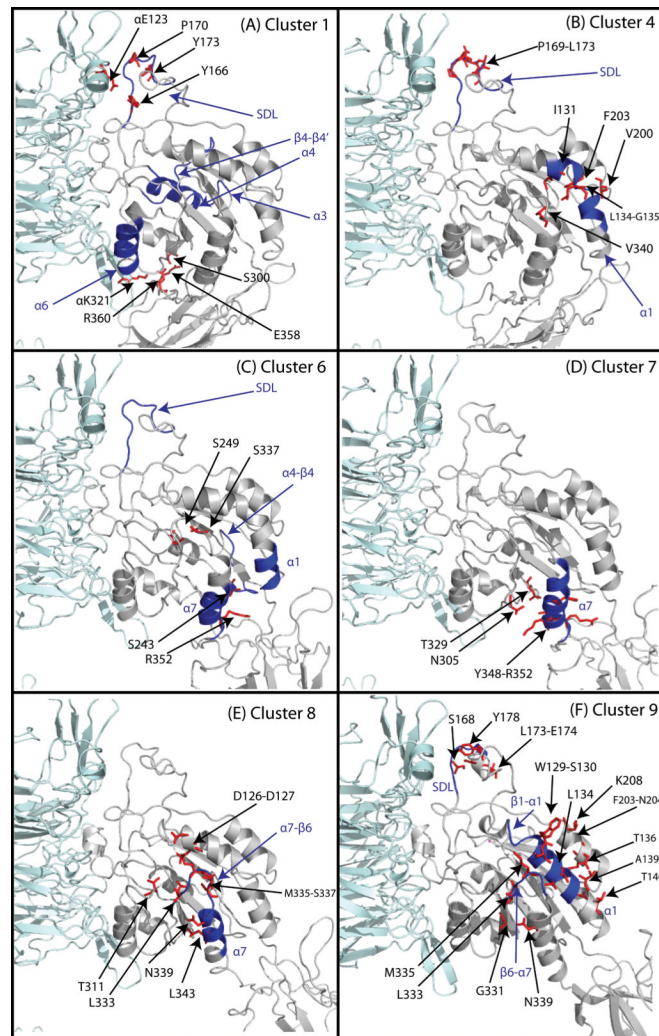 (A) Cluster 1
αE123
P170
Y173
Y166
SDL
β4-β4'
α4
α3
α6
αK321
R360
S300
E358
(B) Cluster 4
P169-L173
SDL
I131
F203
V200
L134-G135
V340
α1
(C) Cluster 6
SDL
S249
S337
α4-β4
α1
α7
S243
R352
(D) Cluster 7
α7
T329
N305
Y348-R352
(E) Cluster 8
D126-D127
α7-β6
M335-S337
T311
L333
N339
L343
α7
(F) Cluster 9
S168
Y178
L173-E174
SDL
W129-S130
β1-α1
L134
K208
F203-N204
T136
A139
α1
M335
L333
G331
β6-α7
N339